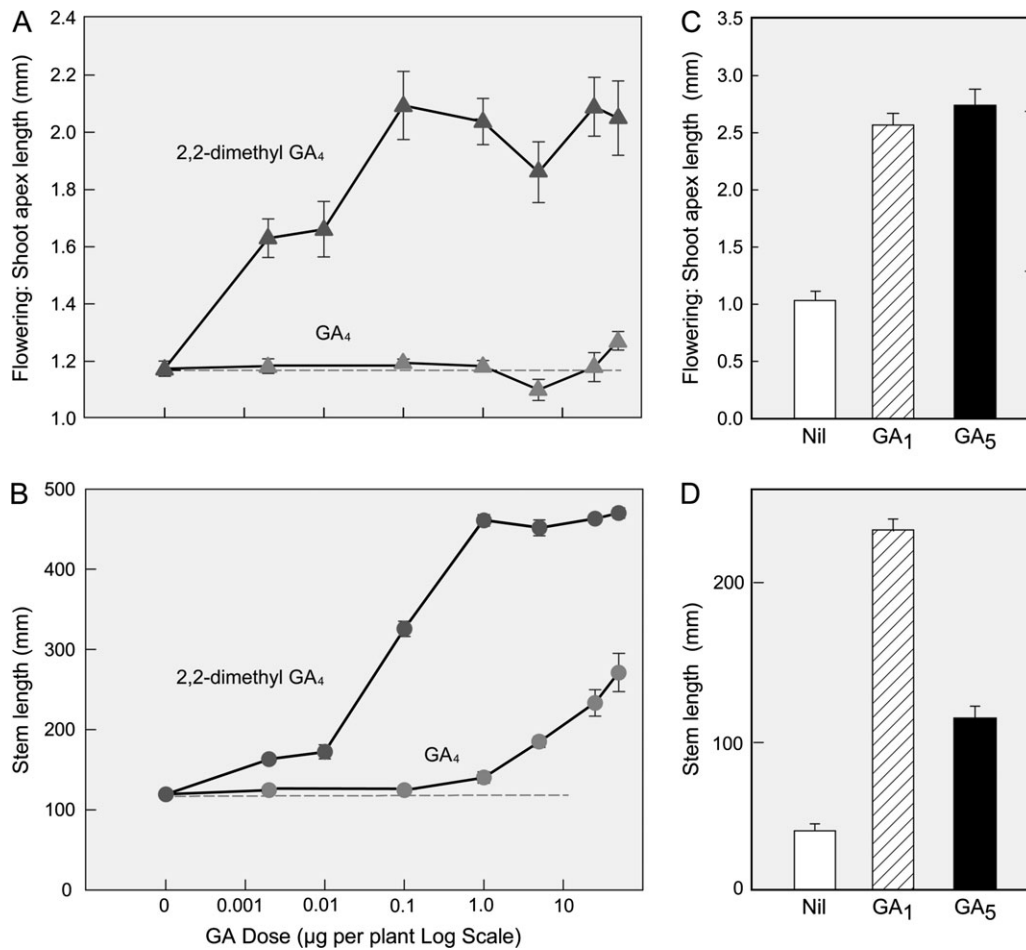 A
Flowering: Shoot apex length (mm)
2.4
2.2
2.0
1.8
1.6
1.4
1.2
1.0
2,2-dimethyl GA₄
GA₄
B
Stem length (mm)
500
400
300
200
100
0
2,2-dimethyl GA₄
GA₄
0 0.001 0.01 0.1 1.0 10
GA Dose (µg per plant Log Scale)
C
Flowering: Shoot apex length (mm)
3.5
3.0
2.5
2.0
1.5
1.0
0.5
0.0
Nil GA₁ GA₅
D
Stem length (mm)
200
100
0
Nil GA₁ GA₅